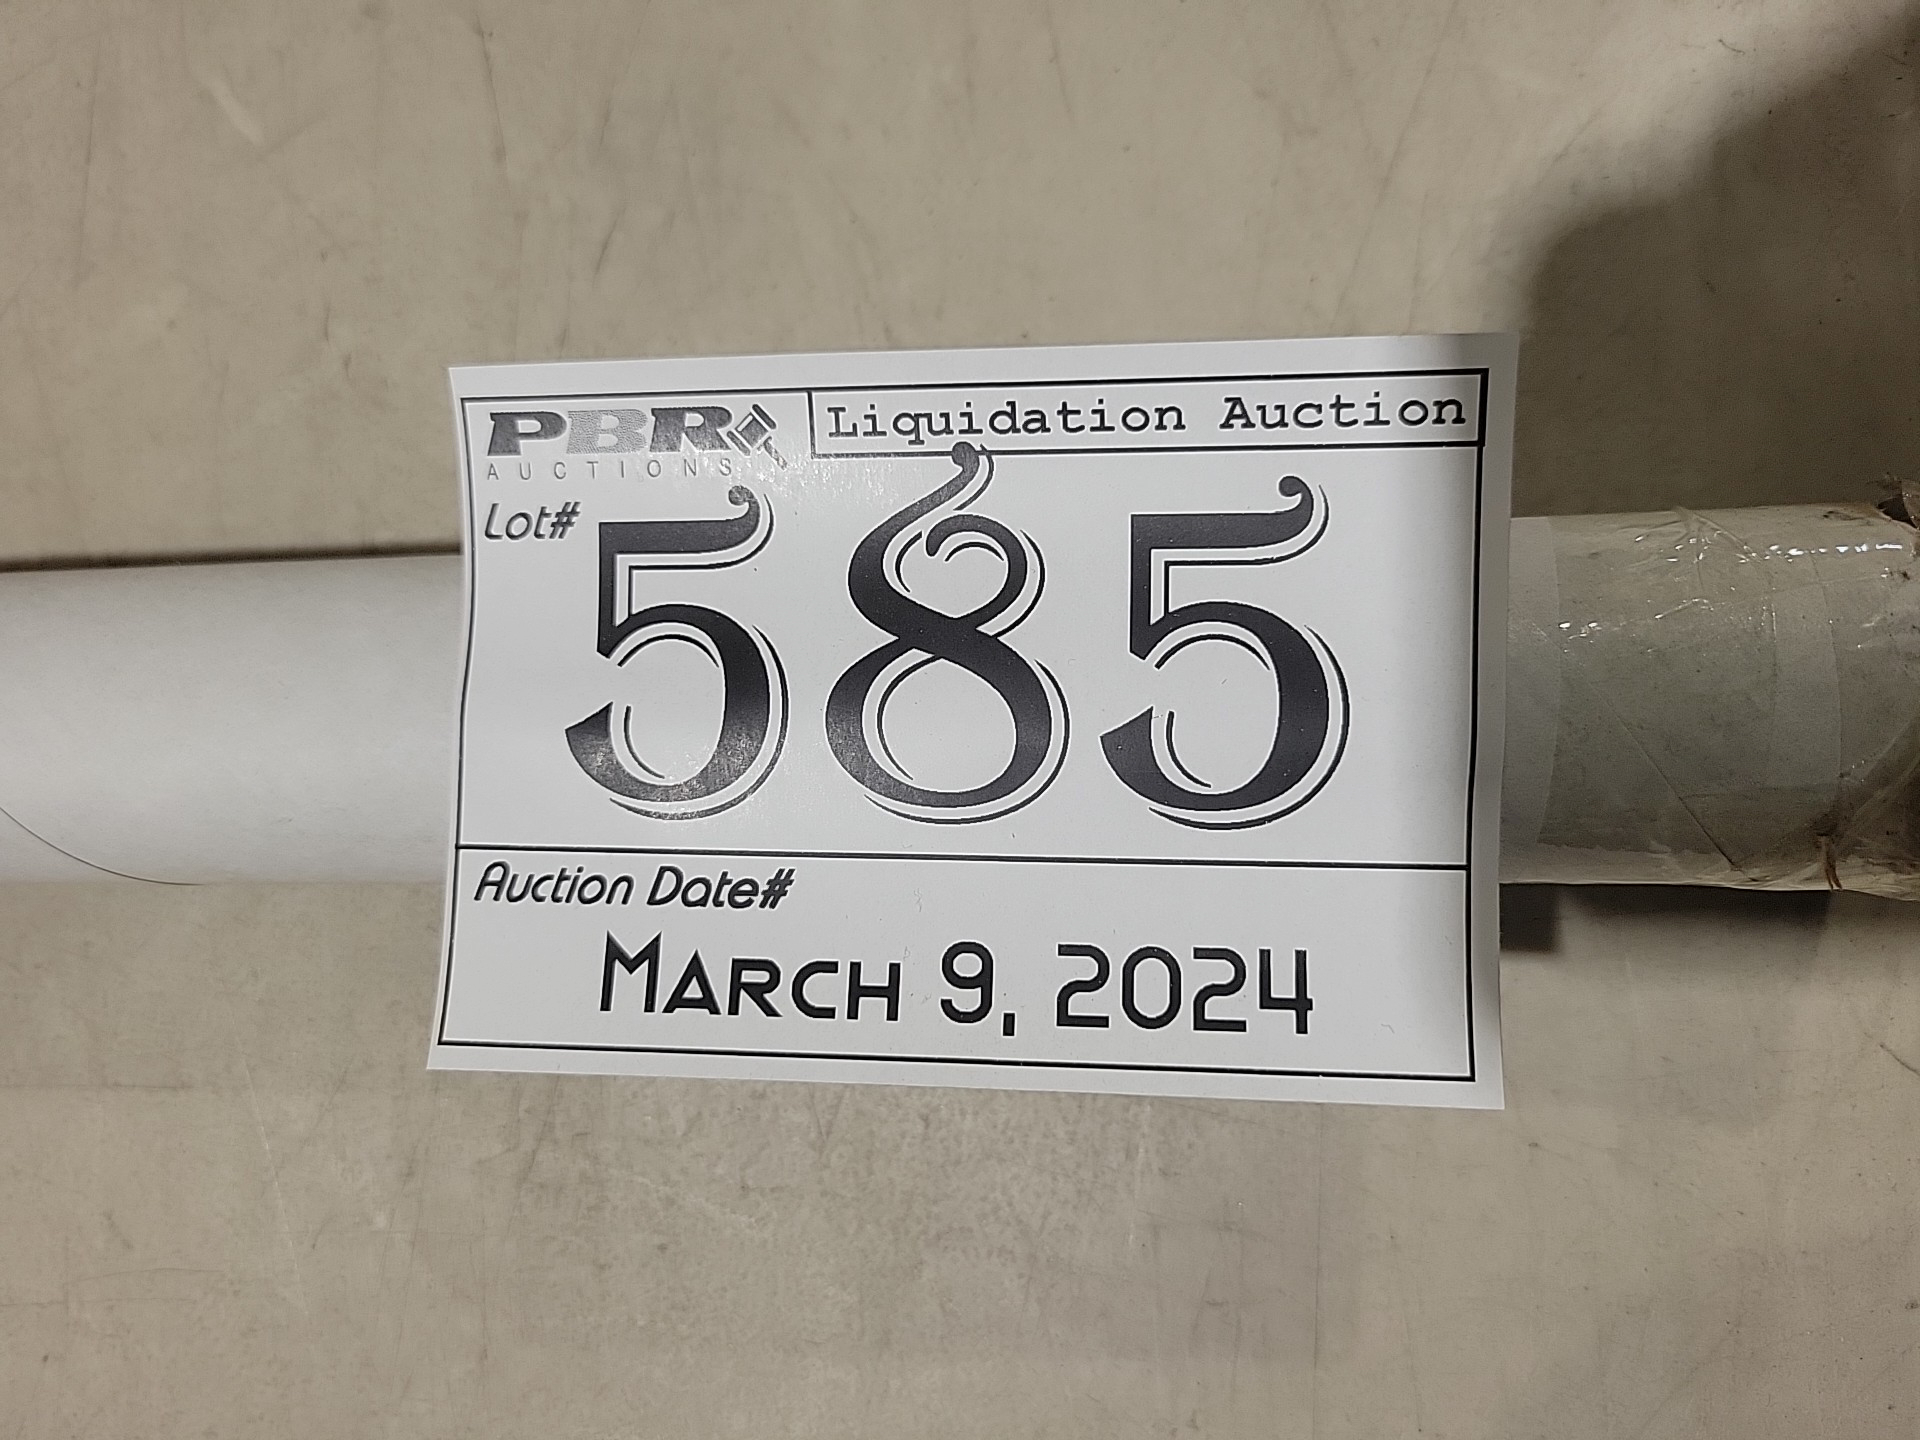 PBR
AUCTIONS
Liquidation Auction
Lot#
585
Auction Date#
March 9, 2024